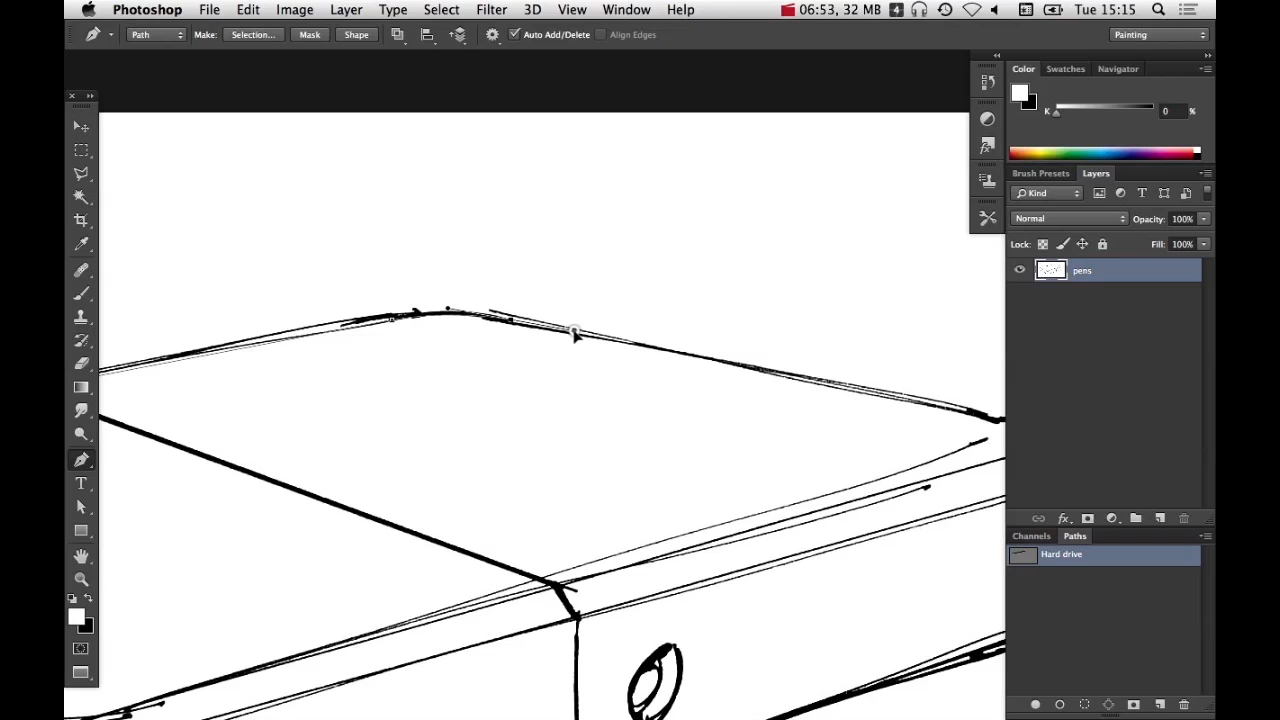 Photoshop File Edit Image Layer Type Select Filter 3D View Window Help 06:53, 32 MB 4 Tue 15:15
Path Make: Selection... Mask Shape Auto Add/Delete Align Edges Painting
Color Swatches Navigator
K 0 %
Brush Presets Layers
Kind T
Normal Opacity: 100%
Lock: Fill: 100%
pens
fx
Channels Paths
Hard drive
T